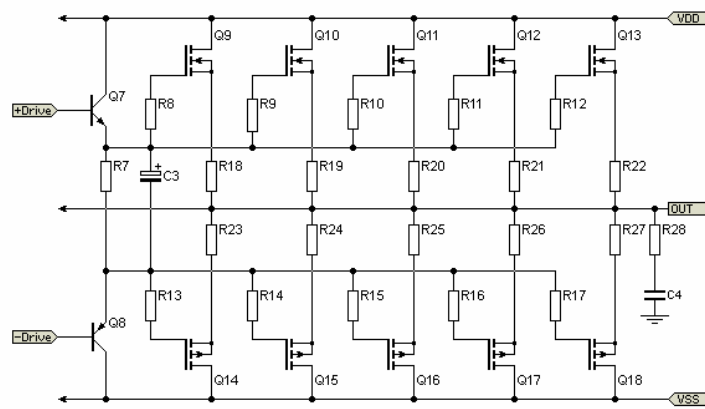 VDD
Q9 Q10 Q11 Q12 Q13
Q7
+Drive
R8 R9 R10 R11 R12
R7 C3 + R18 R19 R20 R21 R22
OUT
R23 R24 R25 R26 R27 R28
R13 R14 R15 R16 R17 C4
Q8
-Drive
Q14 Q15 Q16 Q17 Q18
VSS